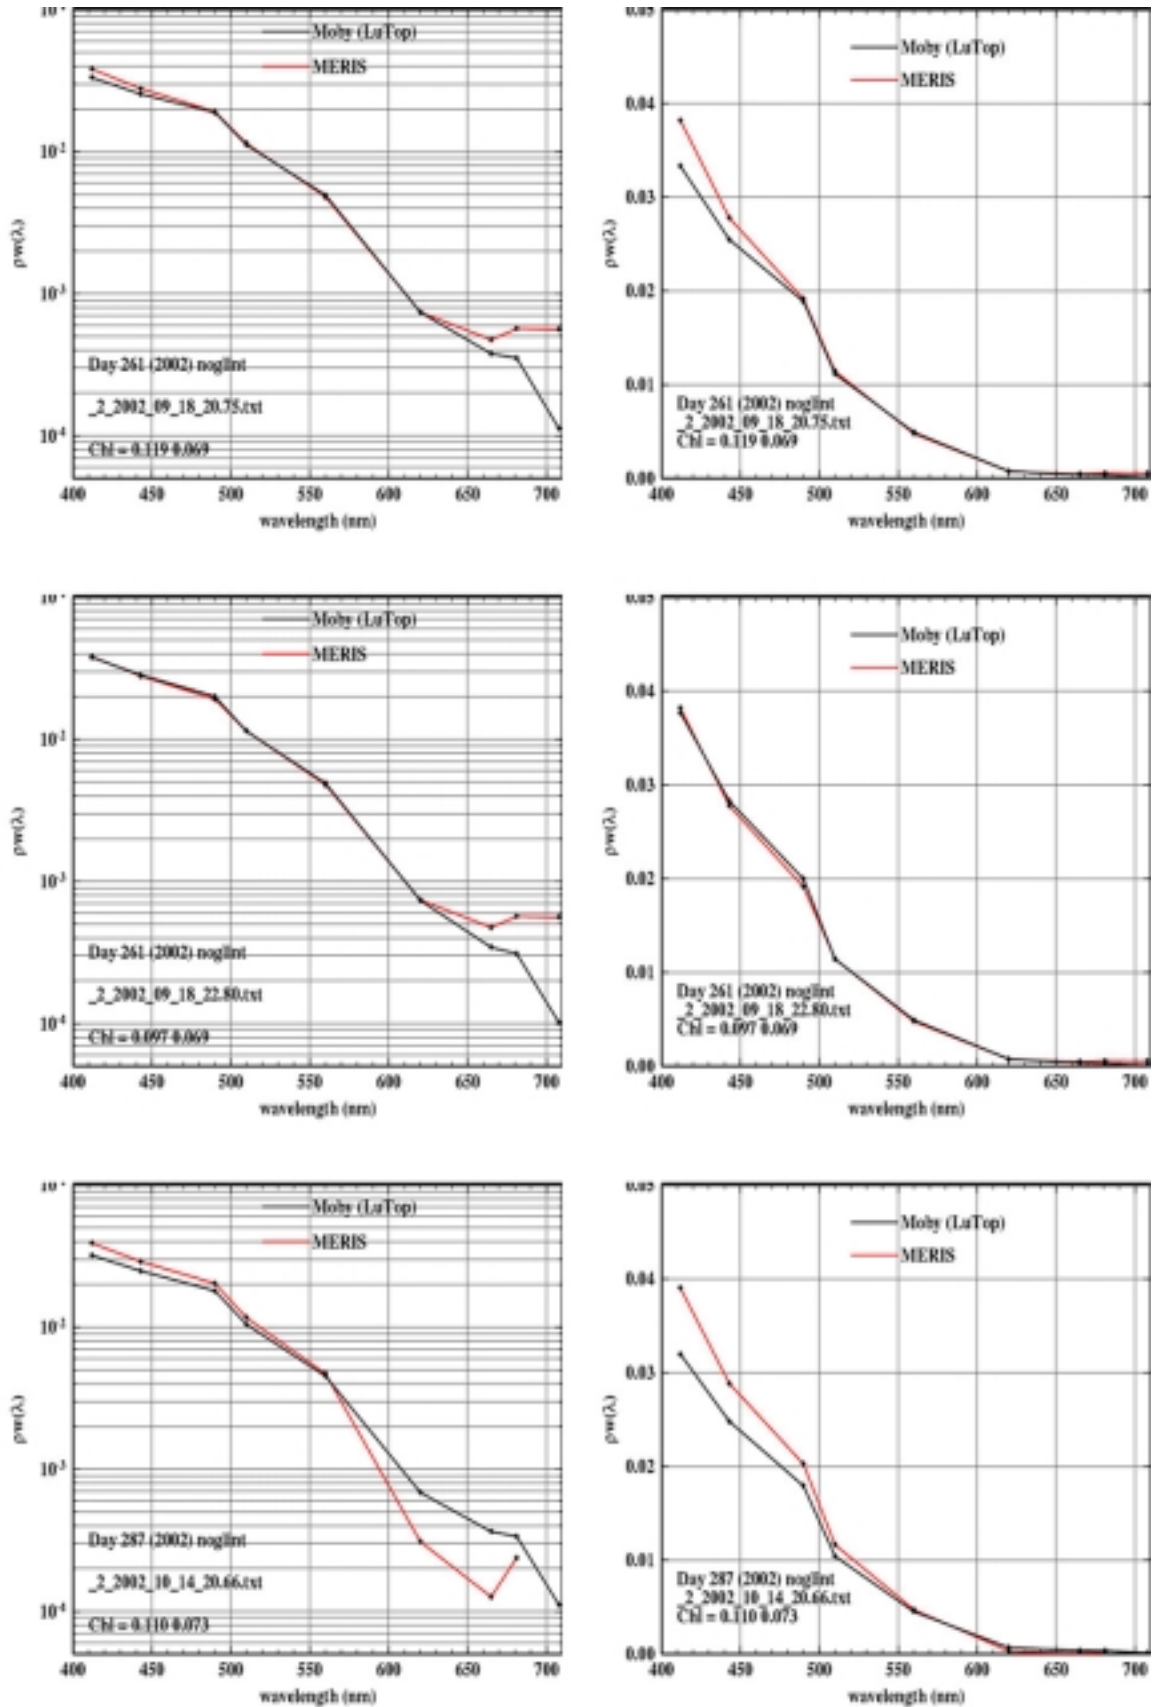 Moby (LuTop)
MERIS
10⁻²
10⁻³
10⁻⁴
ρw(λ)
Day 261 (2002) noglint
_2_2002_09_18_20.75.txt
Chl = 0.119 0.069
400 450 500 550 600 650 700
wavelength (nm)
Moby (LuTop)
MERIS
0.04
0.03
0.02
0.01
0.00
ρw(λ)
Day 261 (2002) noglint
_2_2002_09_18_20.75.txt
Chl = 0.119 0.069
400 450 500 550 600 650 700
wavelength (nm)
Moby (LuTop)
MERIS
10⁻²
10⁻³
10⁻⁴
ρw(λ)
Day 261 (2002) noglint
_2_2002_09_18_22.80.txt
Chl = 0.097 0.069
400 450 500 550 600 650 700
wavelength (nm)
Moby (LuTop)
MERIS
0.04
0.03
0.02
0.01
0.00
ρw(λ)
Day 261 (2002) noglint
_2_2002_09_18_22.80.txt
Chl = 0.097 0.069
400 450 500 550 600 650 700
wavelength (nm)
Moby (LuTop)
MERIS
10⁻²
10⁻³
10⁻⁴
ρw(λ)
Day 287 (2002) noglint
_2_2002_10_14_20.66.txt
Chl = 0.110 0.073
400 450 500 550 600 650 700
wavelength (nm)
Moby (LuTop)
MERIS
0.04
0.03
0.02
0.01
0.00
ρw(λ)
Day 287 (2002) noglint
_2_2002_10_14_20.66.txt
Chl = 0.110 0.073
400 450 500 550 600 650 700
wavelength (nm)